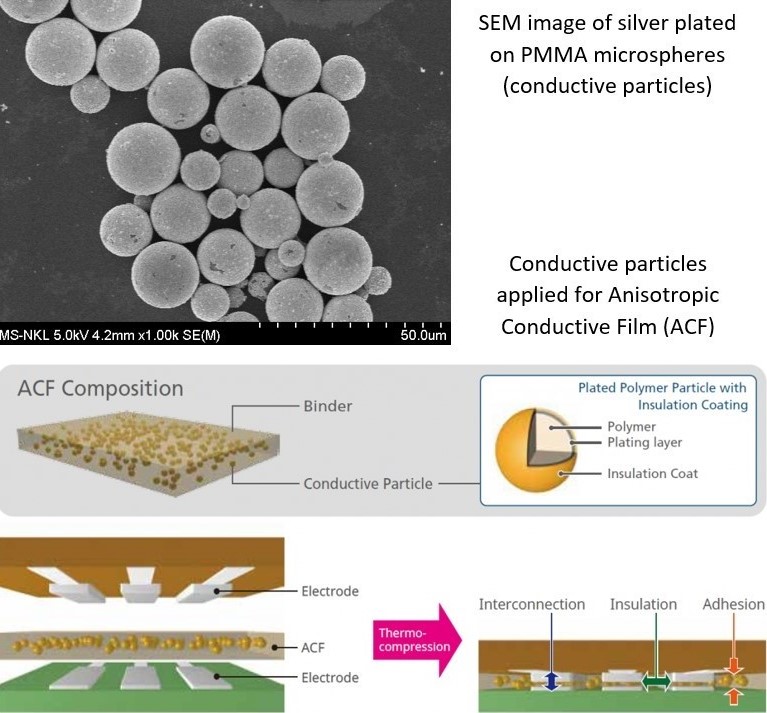 SEM image of silver plated
on PMMA microspheres
(conductive particles)
Conductive particles
applied for Anisotropic
Conductive Film (ACF)
MS-NKL 5.0kV 4.2mm x1.00k SE(M)
50.0um
ACF Composition
Binder
Conductive Particle
Plated Polymer Particle with
Insulation Coating
Polymer
Plating layer
Insulation Coat
Electrode
ACF
Electrode
Thermo-
compression
Interconnection
Insulation
Adhesion